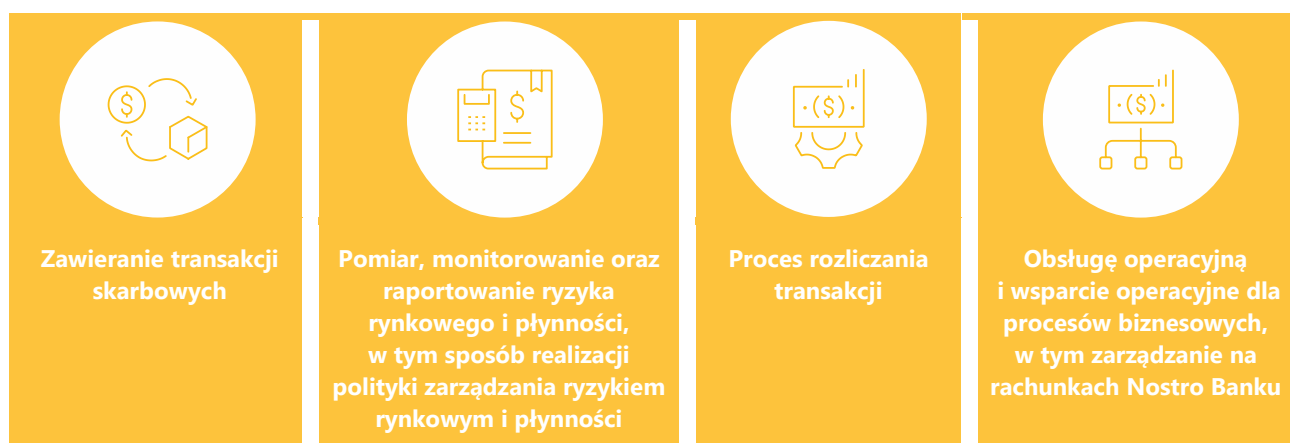 $
$
·($)·
·($)·
Zawieranie transakcji
skarbowych
Pomiar, monitorowanie oraz
raportowanie ryzyka
rynkowego i płynności,
w tym sposób realizacji
polityki zarządzania ryzykiem
rynkowym i płynności
Proces rozliczania
transakcji
Obsługę operacyjną
i wsparcie operacyjne dla
procesów biznesowych,
w tym zarządzanie na
rachunkach Nostro Banku